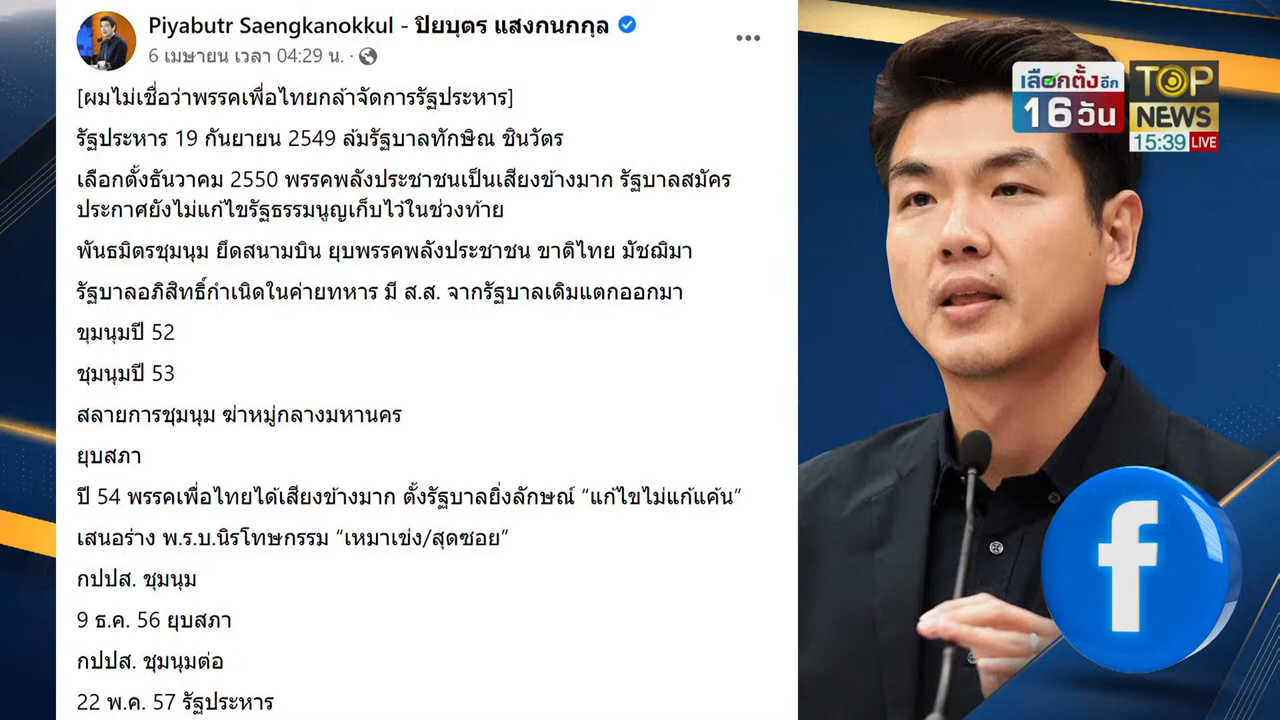 Piyabutr Saengkanokkul - ปิยบุตร แสงกนกกุล
6 เมษายน เวลา 04:29 น.
[ผมไม่เชื่อว่าพรรคเพื่อไทยกล้าจัดการรัฐประหาร]
รัฐประหาร 19 กันยายน 2549 ล้มรัฐบาลทักษิณ ชินวัตร
เลือกตั้งธันวาคม 2550 พรรคพลังประชาชนเป็นเสียงข้างมาก รัฐบาลสมัคร
ประกาศยังไม่แก้ไขรัฐธรรมนูญเก็บไว้ในช่วงท้าย
พันธมิตรชุมนุม ยึดสนามบิน ยุบพรรคพลังประชาชน ขาติไทย มัชฌิมา
รัฐบาลอภิสิทธิ์กำเนิดในค่ายทหาร มี ส.ส. จากรัฐบาลเดิมแตกออกมา
ขุมนุมปี 52
ชุมนุมปี 53
สลายการชุมนุม ฆ่าหมู่กลางมหานคร
ยุบสภา
ปี 54 พรรคเพื่อไทยได้เสียงข้างมาก ตั้งรัฐบาลยิ่งลักษณ์ “แก้ไขไม่แก้แค้น”
เสนอร่าง พ.ร.บ.นิรโทษกรรม “เหมาเข่ง/สุดซอย”
กปปส. ชุมนุม
9 ธ.ค. 56 ยุบสภา
กปปส. ชุมนุมต่อ
22 พ.ค. 57 รัฐประหาร
เลือกตั้งอีก
16 วัน
TOP
NEWS
15:39 LIVE